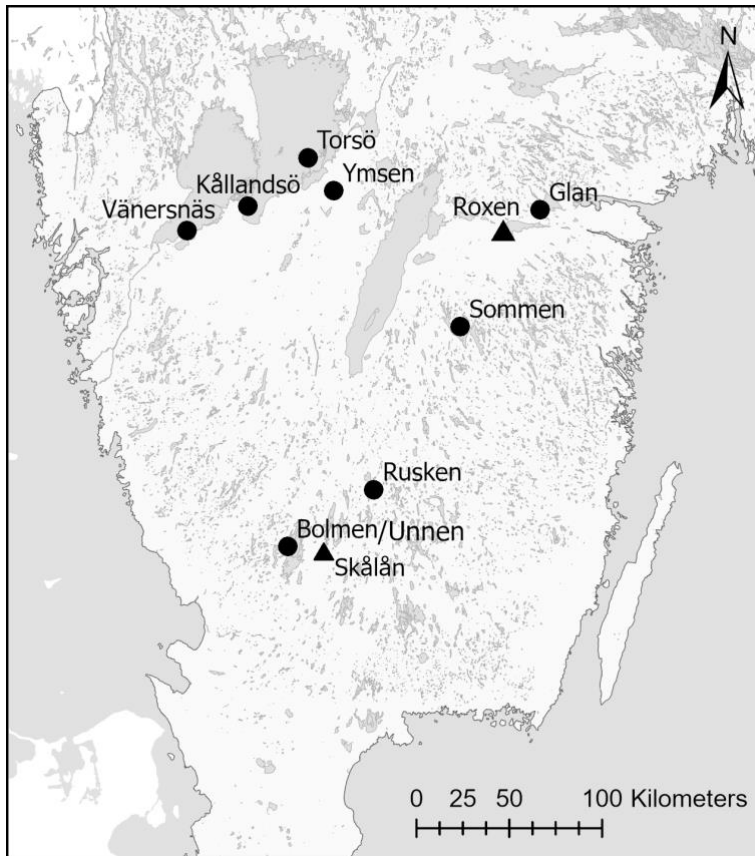 N
Torsö
Ymsen
Kållandsö
Vänersnäs
Glan
Roxen
Sommen
Rusken
Bolmen/Unnen
Skålån
0 25 50 100 Kilometers